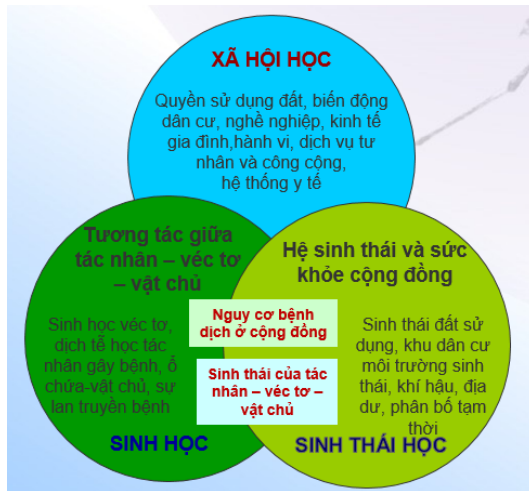 XÃ HỘI HỌC
Quyền sử dụng đất, biến động
dân cư, nghề nghiệp, kinh tế
gia đình,hành vi, dịch vụ tư
nhân và công cộng,
hệ thống y tế
Tương tác giữa
tác nhân – véc tơ
– vật chủ
Sinh học véc tơ,
dịch tễ học tác
nhân gây bệnh, ổ
chứa-vật chủ, sự
lan truyền bệnh
SINH HỌC
Hệ sinh thái và sức
khỏe cộng đồng
Nguy cơ bệnh
dịch ở cộng đồng
Sinh thái của tác
nhân – véc tơ –
vật chủ
Sinh thái đất sử
dụng, khu dân cư
môi trường sinh
thái, khí hậu, địa
dư, phân bố tạm
thời
SINH THÁI HỌC